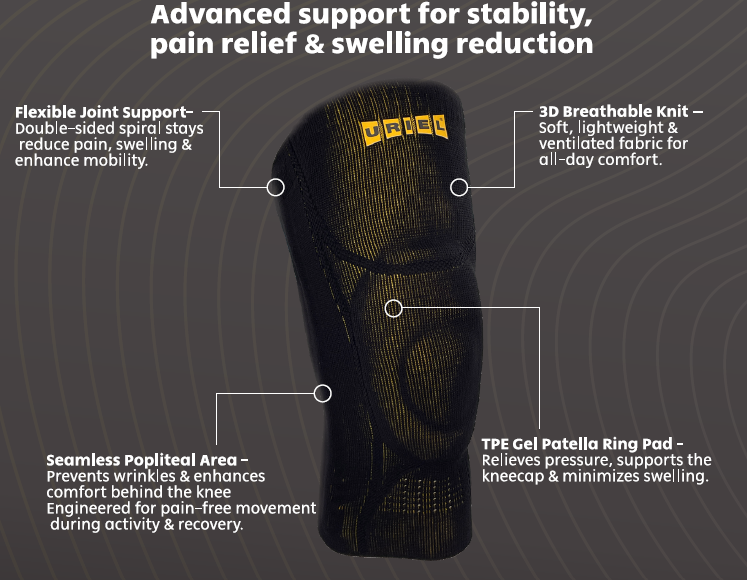 Advanced support for stability,
pain relief & swelling reduction
URIEL
Flexible Joint Support–
Double-sided spiral stays
reduce pain, swelling &
enhance mobility.
3D Breathable Knit –
Soft, lightweight &
ventilated fabric for
all-day comfort.
Seamless Popliteal Area –
Prevents wrinkles & enhances
comfort behind the knee
Engineered for pain-free movement
during activity & recovery.
TPE Gel Patella Ring Pad –
Relieves pressure, supports the
kneecap & minimizes swelling.